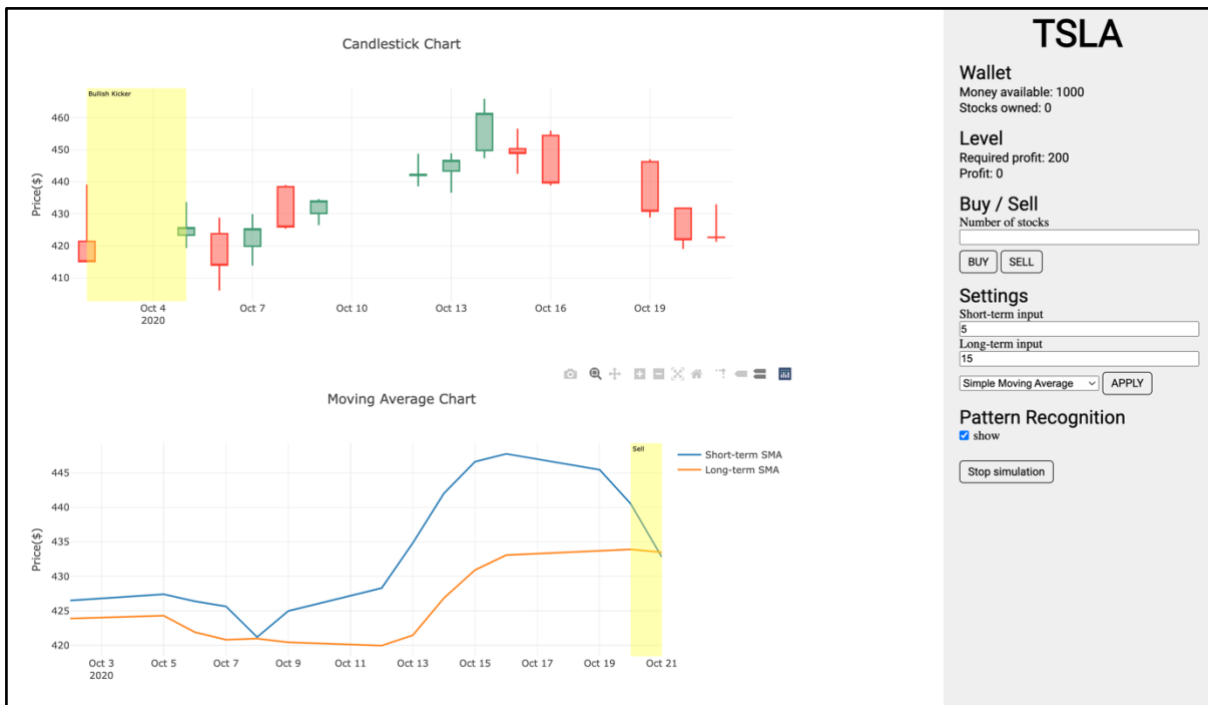 Candlestick Chart
Bullish Kicker
460
450
440
430
420
410
Price($)
Oct 4
2020
Oct 7
Oct 10
Oct 13
Oct 16
Oct 19
Moving Average Chart
Sell
Short-term SMA
Long-term SMA
445
440
435
430
425
420
Price($)
Oct 3
2020
Oct 5
Oct 7
Oct 9
Oct 11
Oct 13
Oct 15
Oct 17
Oct 19
Oct 21
TSLA
Wallet
Money available: 1000
Stocks owned: 0
Level
Required profit: 200
Profit: 0
Buy / Sell
Number of stocks
BUY SELL
Settings
Short-term input
5
Long-term input
15
Simple Moving Average APPLY
Pattern Recognition
show
Stop simulation